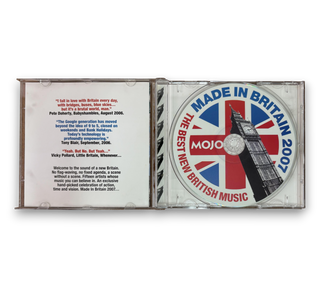 "I fall in love with Britain every day,
with bridges, buses, blue skies...
but it's a brutal world, man."
Pete Doherty, Babyshambles, August 2006.
"The Google generation has moved
beyond the idea of 9 to 5, closed on
weekends and Bank Holidays.
Today's technology is
profoundly empowering."
Tony Blair, September, 2006.
"Yeah. But No. But Yeah..."
Vicky Pollard, Little Britain, Whenever...
Welcome to the sound of a new Britain.
No flag-waving, no fixed agenda, a scene
without a scene. Fifteen artists whose
music you can believe in. An exclusive
hand-picked celebration of action,
time and vision. Made in Britain 2007...
MADE IN BRITAIN 2007
MOJO
THE BEST NEW BRITISH MUSIC